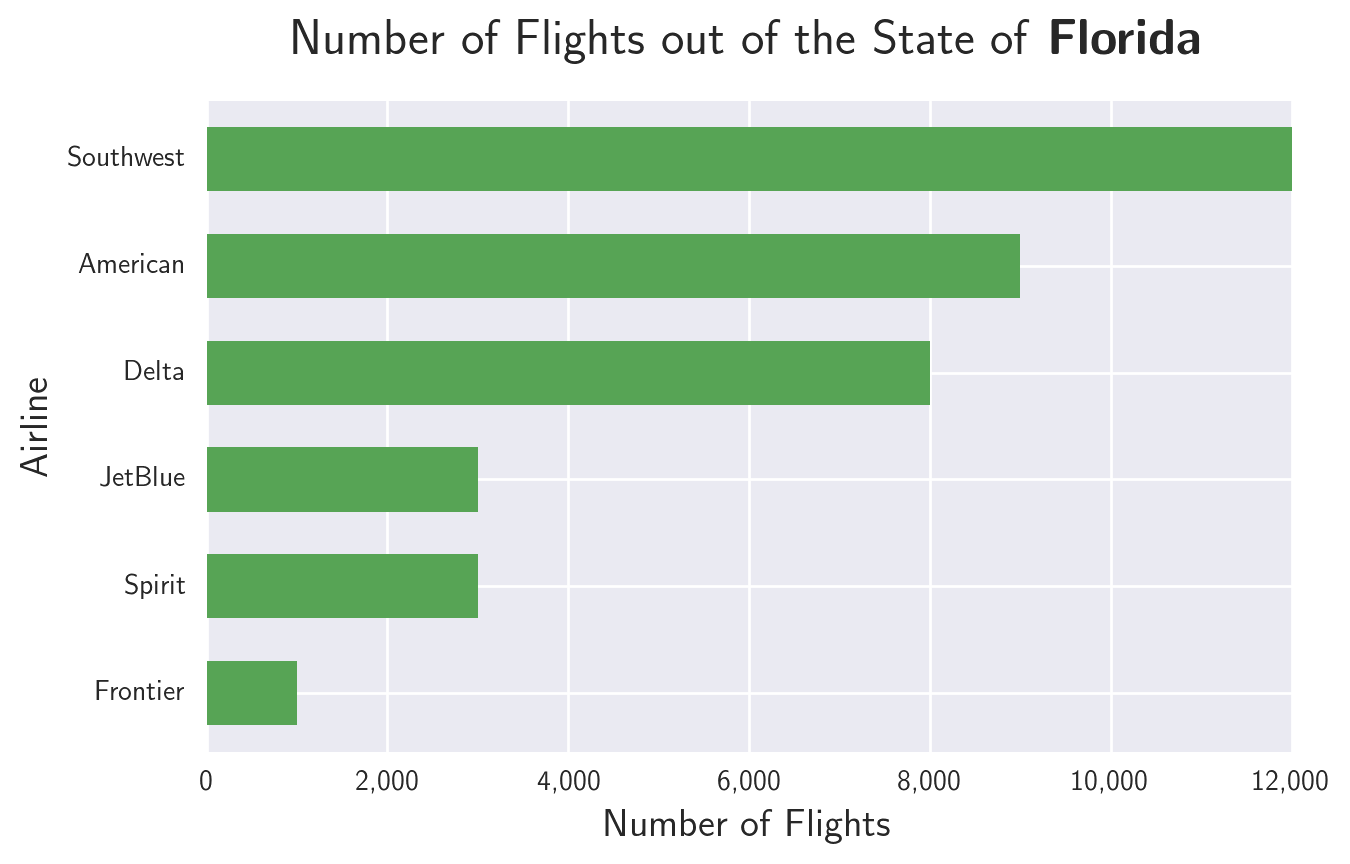 Number of Flights out of the State of Florida
Southwest
American
Delta
JetBlue
Spirit
Frontier
Airline
0 2,000 4,000 6,000 8,000 10,000 12,000
Number of Flights